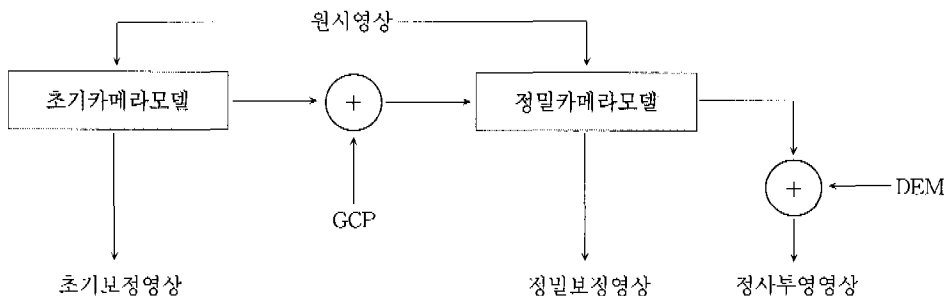 원시영상
초기카메라모델
+
정밀카메라모델
+
DEM
GCP
초기보정영상
정밀보정영상
정사투영영상